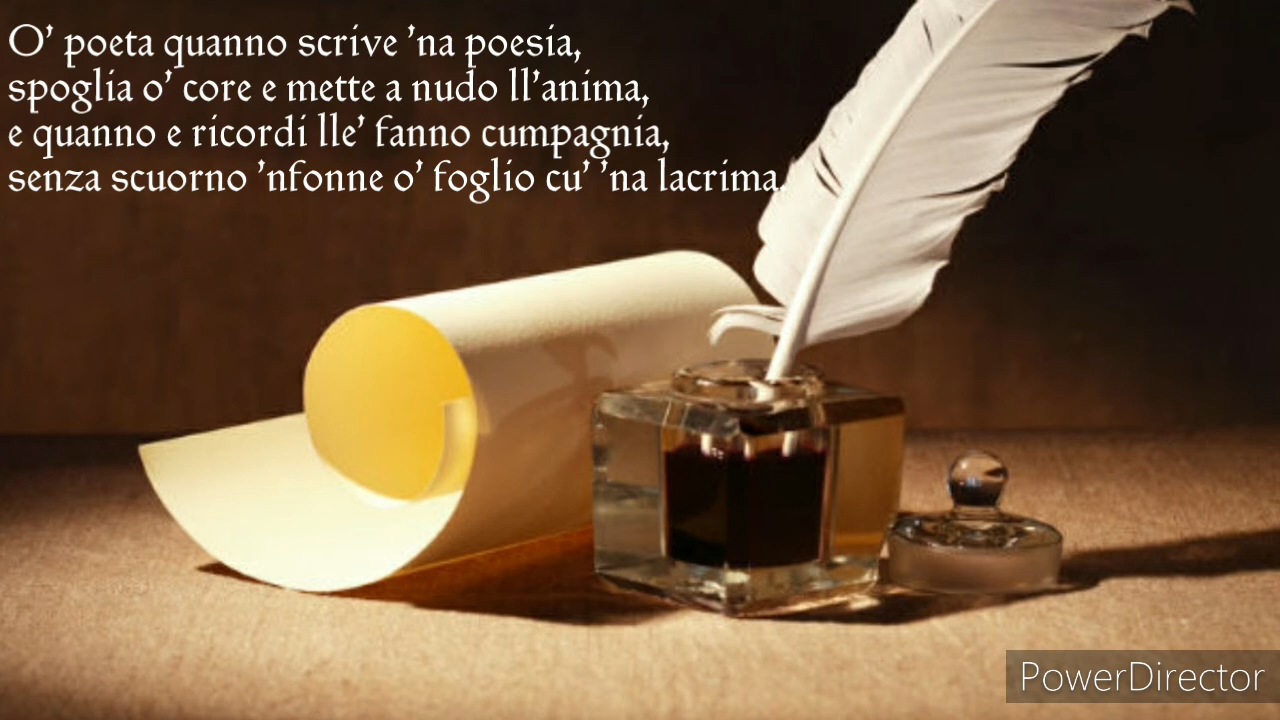 O' poeta quanno scrive 'na poesia,
spoglia o' core e mette a nudo ll'anima,
e quanno e ricordi lle' fanno cumpagnia,
senza scuorno 'nfonne o' foglio cu' 'na lacrima.
PowerDirector